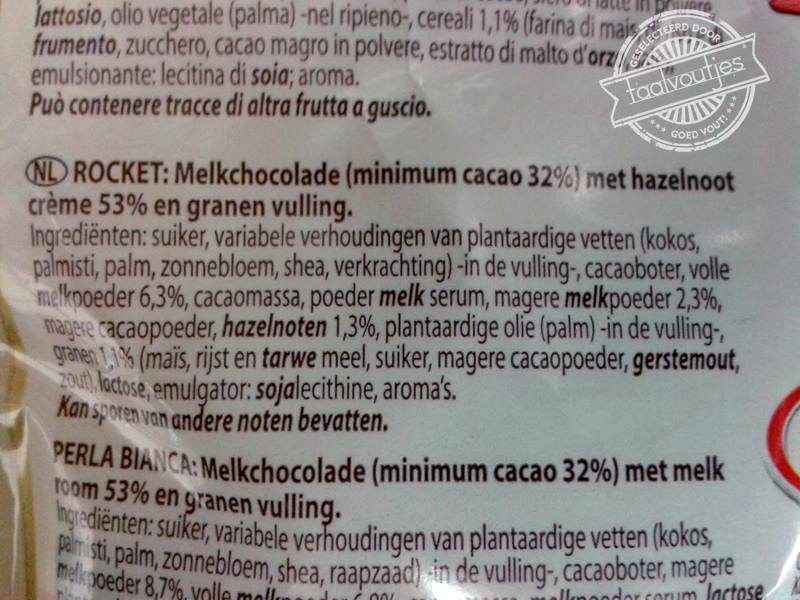 lattosio, olio vegetale (palma) -nel ripieno-, cereali 1,1% (farina di mais,
frumento, zucchero, cacao magro in polvere, estratto di malto d'orz
emulsionante: lecitina di soia; aroma.
Può contenere tracce di altra frutta a guscio.
GESELECTEERD DOOR
taalvoutjes
GOED VOUT!
NL ROCKET: Melkchocolade (minimum cacao 32%) met hazelnoot
crème 53% en granen vulling.
Ingrediënten: suiker, variabele verhoudingen van plantaardige vetten (kokos,
palmisti, palm, zonnebloem, shea, verkrachting) -in de vulling-, cacaoboter, volle
melkpoeder 6,3%, cacaomassa, poeder melk serum, magere melkpoeder 2,3%,
magere cacaopoeder, hazelnoten 1,3%, plantaardige olie (palm) -in de vulling-,
granen 1,1% (maïs, rijst en tarwe meel, suiker, magere cacaopoeder, gerstemout,
zout), lactose, emulgator: sojalecithine, aroma's.
Kan sporen van andere noten bevatten.
PERLA BIANCA: Melkchocolade (minimum cacao 32%) met melk
room 53% en granen vulling.
Ingrediënten: suiker, variabele verhoudingen van plantaardige vetten (kokos,
palmisti, palm, zonnebloem, shea, raapzaad) -in de vulling-, cacaoboter, magere
melkpoeder 8,7%, volle lactose